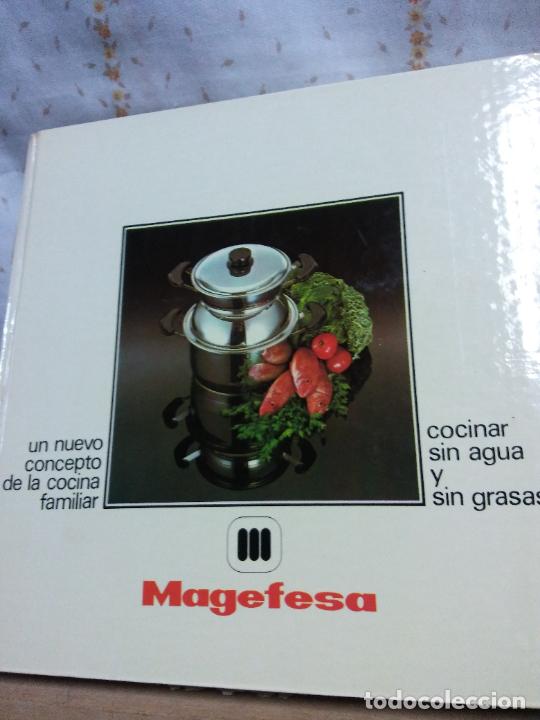 un nuevo
concepto
de la cocina
familiar
cocinar
sin agua
y
sin grasas
Magefesa
todocoleccion